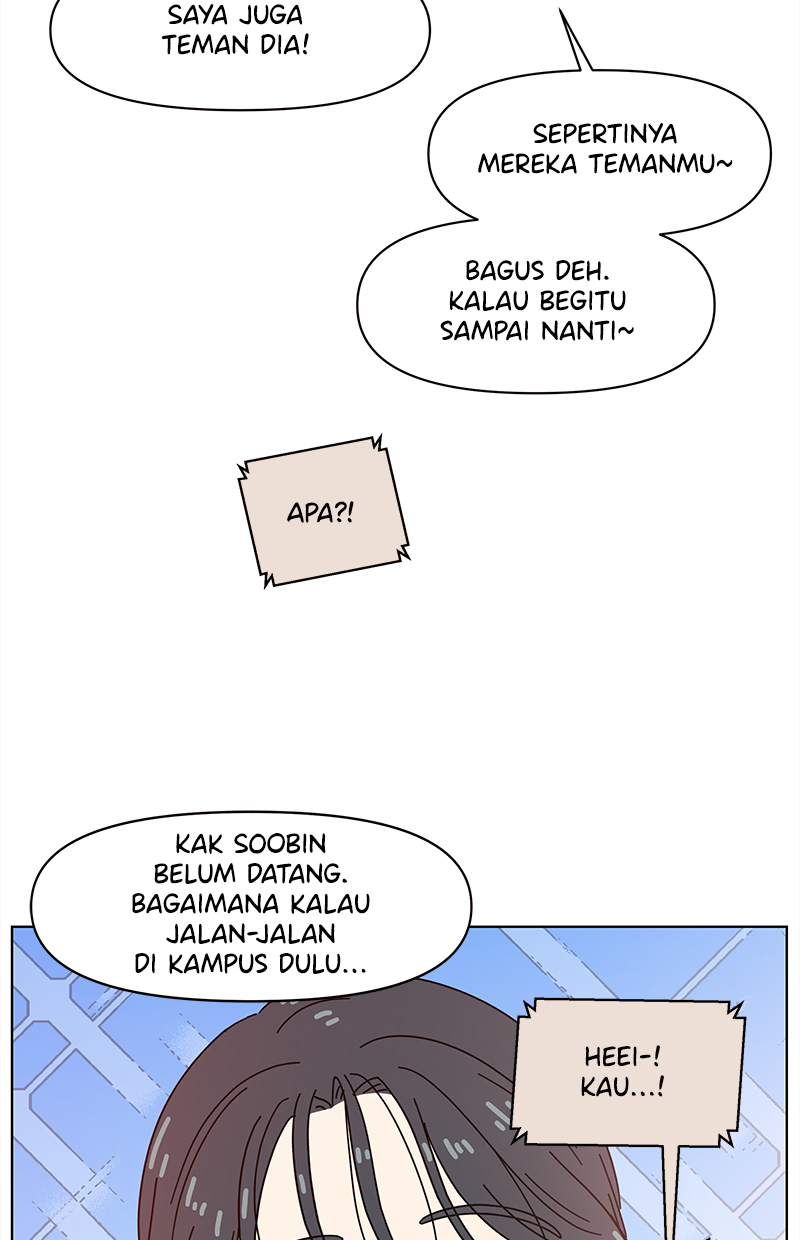 SAYA JUGA
TEMAN DIA!
SEPERTINYA
MEREKA TEMANMU~
BAGUS DEH.
KALAU BEGITU
SAMPAI NANTI~
APA?!
KAK SOOBIN
BELUM DATANG.
BAGAIMANA KALAU
JALAN-JALAN
DI KAMPUS DULU...
HEEI-!
KAU...!